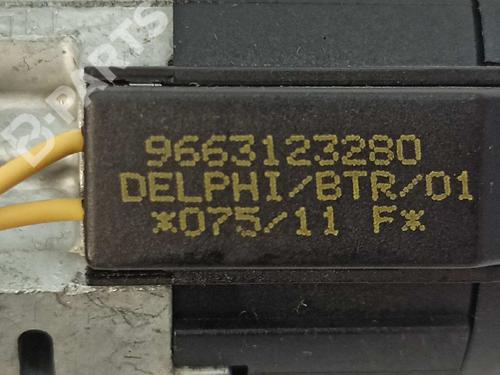 B-PARTS
9663123280
DELPHI/BTR/01
*075/11 F*